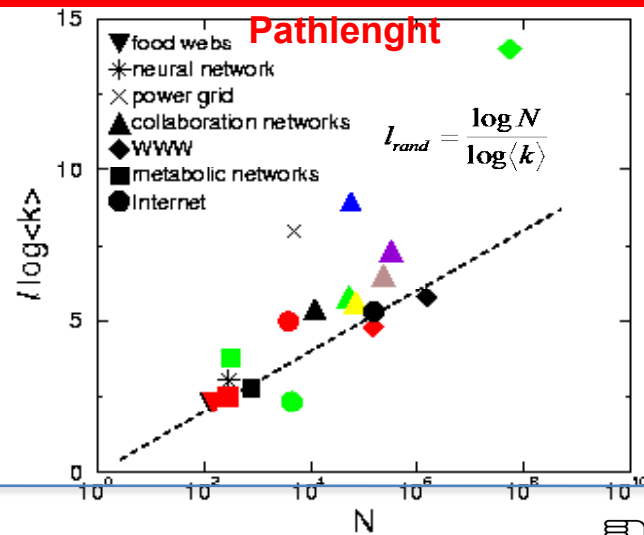 Pathlenght
15
10
5
0
l log<k>
food webs
neural network
power grid
collaboration networks
WWW
metabolic networks
Internet
l_rand = log N / log⟨k⟩
10^0 10^2 10^4 10^6 10^8 10^10
N